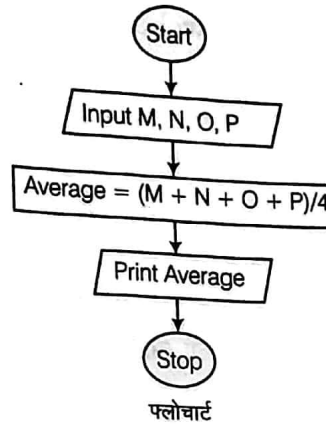 Start
Input M, N, O, P
Average = (M + N + O + P)/4
Print Average
Stop
फ्लोचार्ट